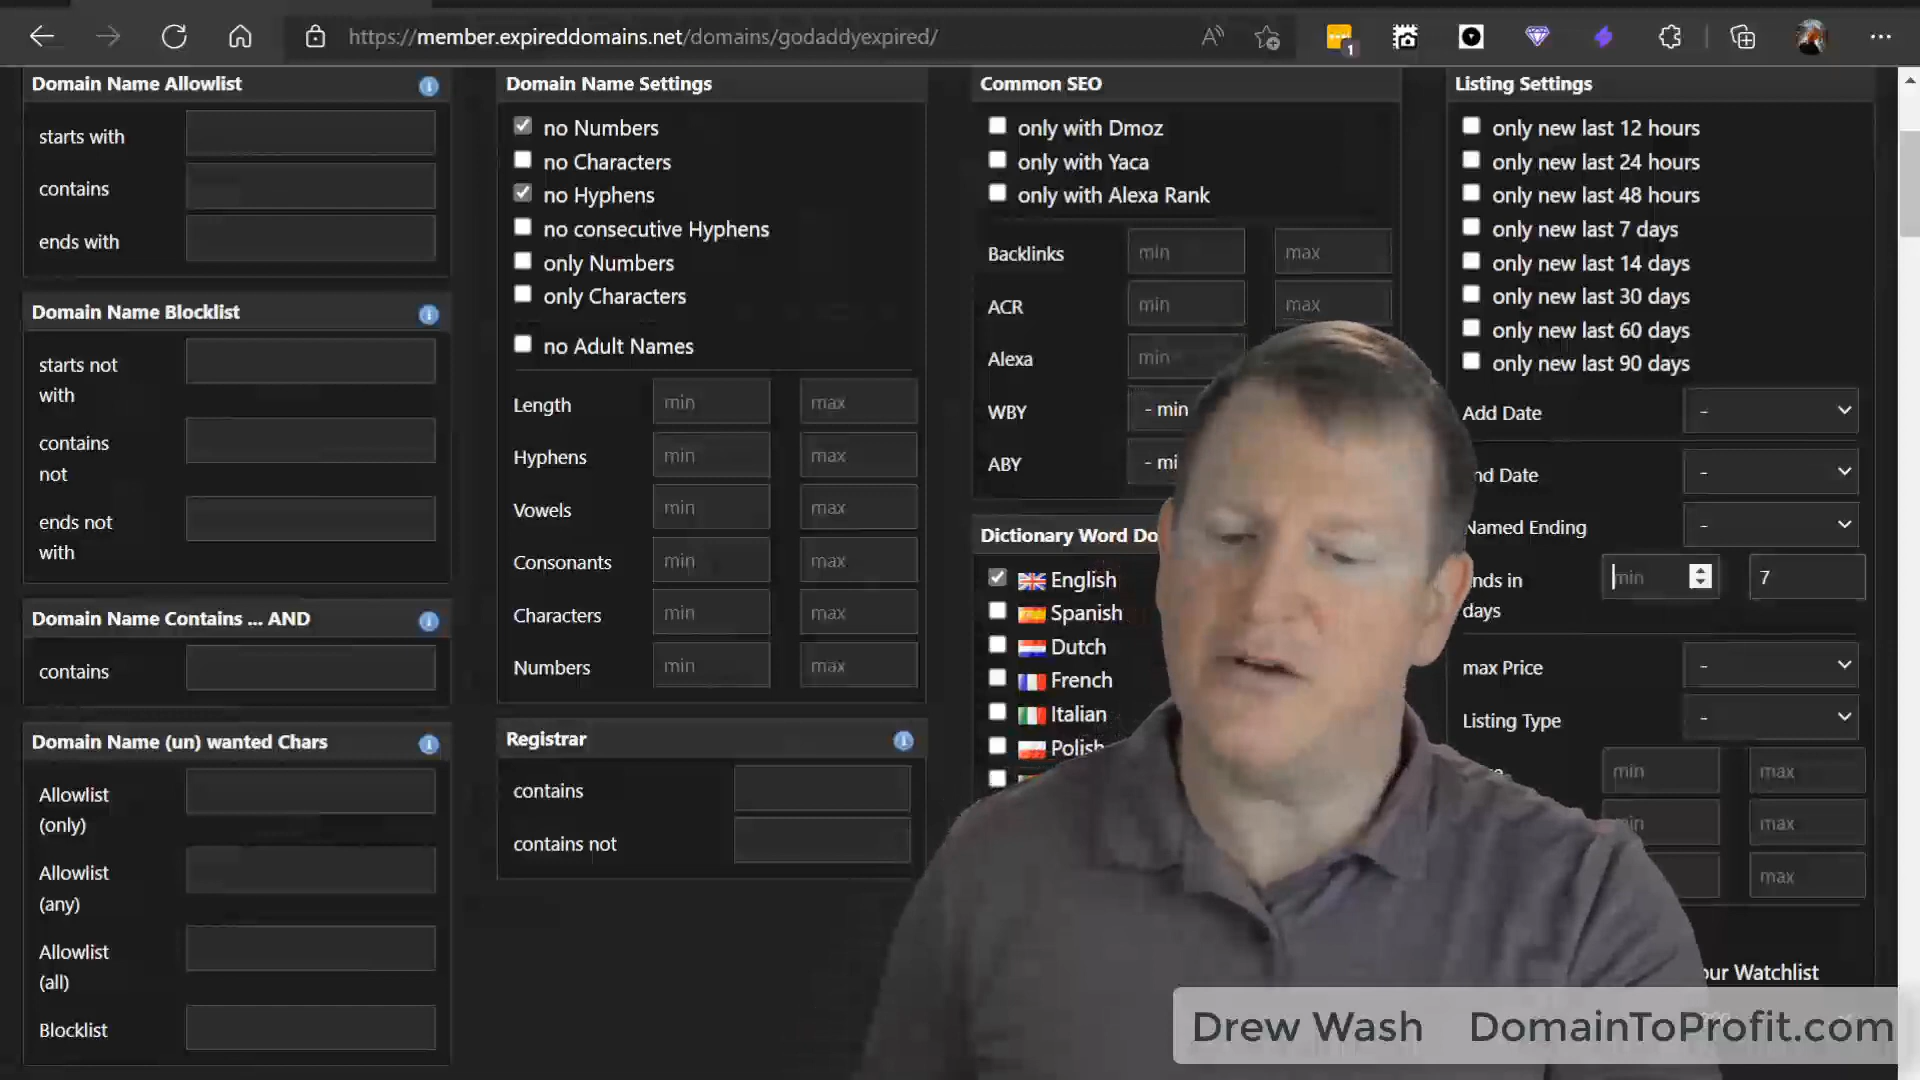 https://member.expireddomains.net/domains/godaddyexpired/
1
Domain Name Allowlist
starts with
contains
ends with
Domain Name Blocklist
starts not
with
contains
not
ends not
with
Domain Name Contains ... AND
contains
Domain Name (un) wanted Chars
Allowlist
(only)
Allowlist
(any)
Allowlist
(all)
Blocklist
Domain Name Settings
no Numbers
no Characters
no Hyphens
no consecutive Hyphens
only Numbers
only Characters
no Adult Names
Length min max
Hyphens min max
Vowels min max
Consonants min max
Characters min max
Numbers min max
Registrar
contains
contains not
Common SEO
only with Dmoz
only with Yaca
only with Alexa Rank
Backlinks min max
ACR min max
Alexa min
WBY - min
ABY - mi
Dictionary Word Do
English
Spanish
Dutch
French
Italian
Polish
Listing Settings
only new last 12 hours
only new last 24 hours
only new last 48 hours
only new last 7 days
only new last 14 days
only new last 30 days
only new last 60 days
only new last 90 days
Add Date -
nd Date -
Named Ending -
nds in min 7
days
max Price -
Listing Type -
min max
min max
max
our Watchlist
Drew Wash DomainToProfit.com